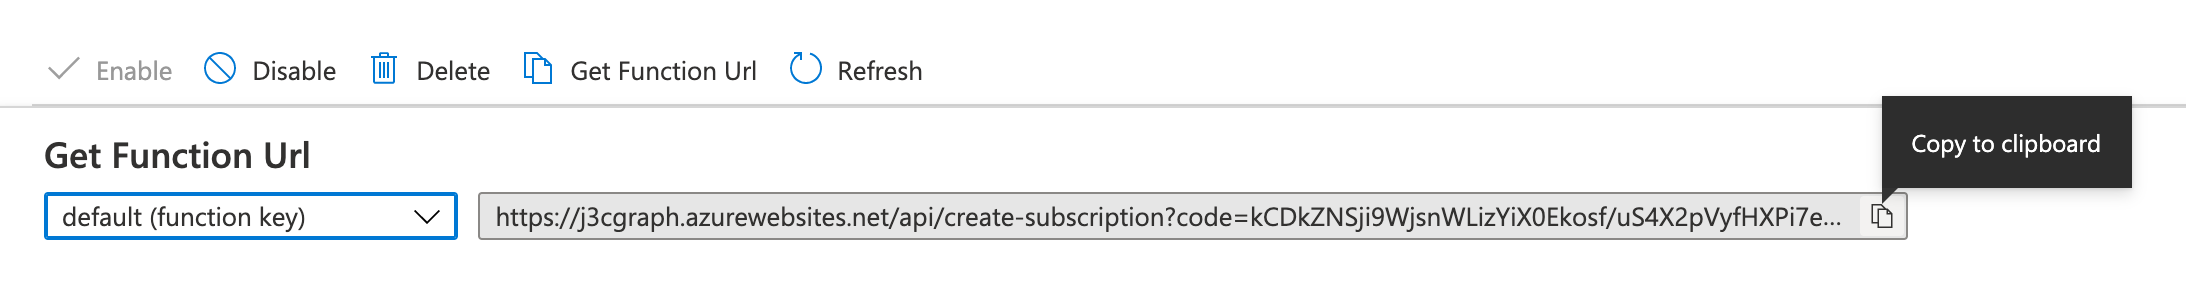 Enable Disable Delete Get Function Url Refresh
Copy to clipboard
Get Function Url
default (function key) https://j3cgraph.azurewebsites.net/api/create-subscription?code=kCDkZNSji9WjsnWLizYiX0Ekosf/uS4X2pVyfHXPi7e...